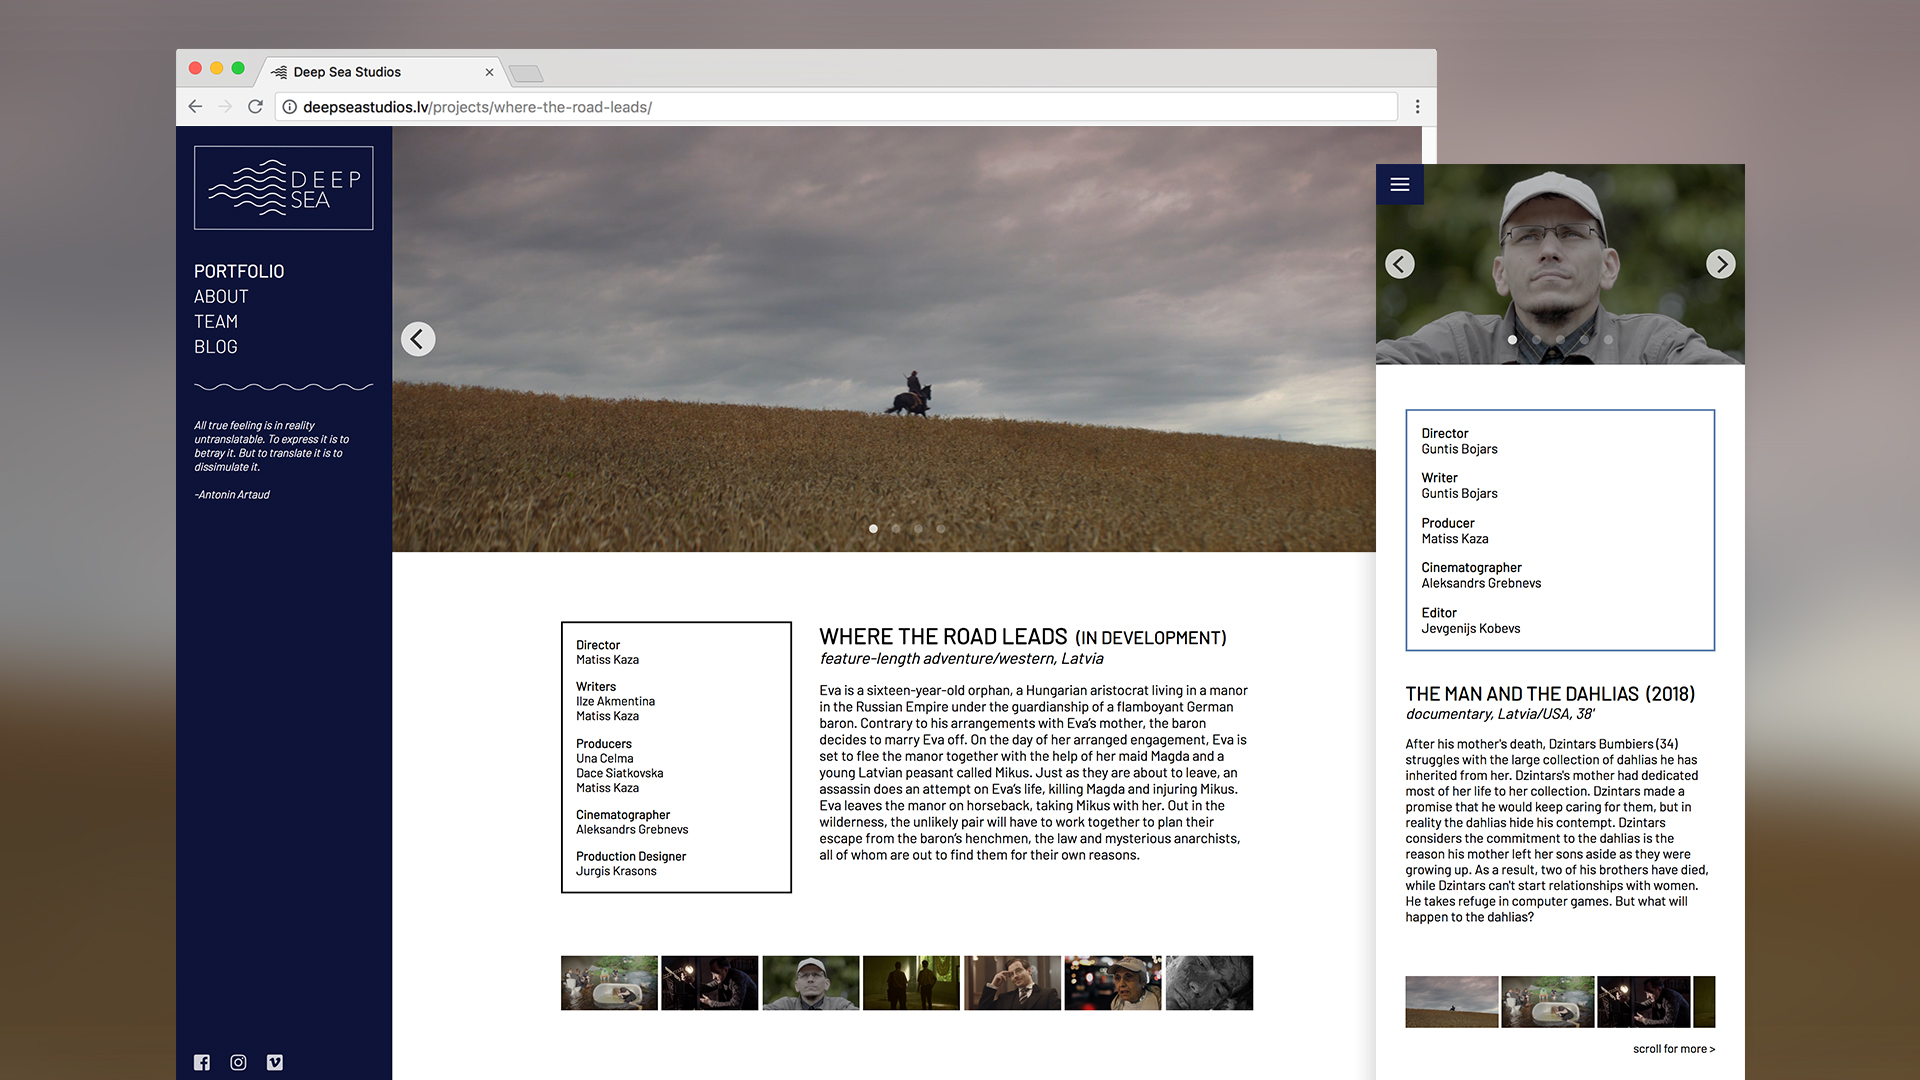 Deep Sea Studios
deepseastudios.lv/projects/where-the-road-leads/
DEEP
SEA
PORTFOLIO
ABOUT
TEAM
BLOG
All true feeling is in reality
untranslatable. To express it is to
betray it. But to translate it is to
dissimulate it.
-Antonin Artaud
Director
Matiss Kaza
Writers
Ilze Akmentina
Matiss Kaza
Producers
Una Celma
Dace Siatkovska
Matiss Kaza
Cinematographer
Aleksandrs Grebnevs
Production Designer
Jurgis Krasons
WHERE THE ROAD LEADS (IN DEVELOPMENT)
feature-length adventure/western, Latvia
Eva is a sixteen-year-old orphan, a Hungarian aristocrat living in a manor
in the Russian Empire under the guardianship of a flamboyant German
baron. Contrary to his arrangements with Eva's mother, the baron
decides to marry Eva off. On the day of her arranged engagement, Eva is
set to flee the manor together with the help of her maid Magda and a
young Latvian peasant called Mikus. Just as they are about to leave, an
assassin does an attempt on Eva's life, killing Magda and injuring Mikus.
Eva leaves the manor on horseback, taking Mikus with her. Out in the
wilderness, the unlikely pair will have to work together to plan their
escape from the baron's henchmen, the law and mysterious anarchists,
all of whom are out to find them for their own reasons.
Director
Guntis Bojars
Writer
Guntis Bojars
Producer
Matiss Kaza
Cinematographer
Aleksandrs Grebnevs
Editor
Jevgenijs Kobevs
THE MAN AND THE DAHLIAS (2018)
documentary, Latvia/USA, 38'
After his mother's death, Dzintars Bumbiers (34)
struggles with the large collection of dahlias he has
inherited from her. Dzintars's mother had dedicated
most of her life to her collection. Dzintars made a
promise that he would keep caring for them, but in
reality the dahlias hide his contempt. Dzintars
considers the commitment to the dahlias is the
reason his mother left her sons aside as they were
growing up. As a result, two of his brothers have died,
while Dzintars can't start relationships with women.
He takes refuge in computer games. But what will
happen to the dahlias?
scroll for more >